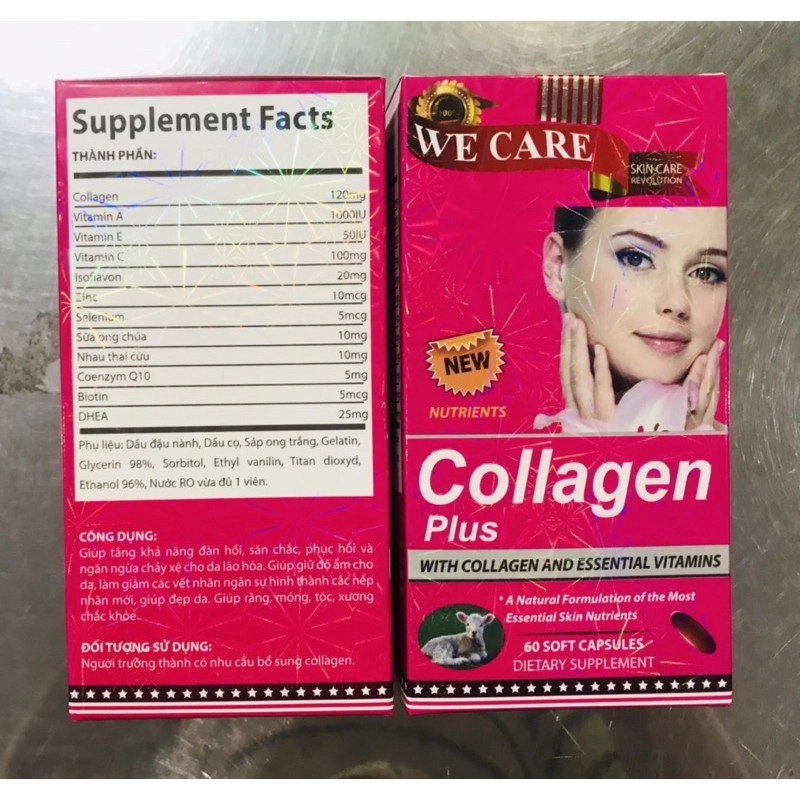 Supplement Facts
THÀNH PHẦN:
Collagen 120mg
Vitamin A 1000IU
Vitamin E 50IU
Vitamin C 100mg
Isoflavon 20mg
Zinc 10mcg
Selenium 5mcg
Sữa ong chúa 10mg
Nhau thai cừu 10mg
Coenzym Q10 5mg
Biotin 5mcg
DHEA 25mg
Phụ liệu: Dầu đậu nành, Dầu cọ, Sáp ong trắng, Gelatin,
Glycerin 98%, Sorbitol, Ethyl vanilin, Titan dioxyd,
Ethanol 96%, Nước RO vừa đủ 1 viên.
CÔNG DỤNG:
Giúp tăng khả năng đàn hồi, săn chắc, phục hồi và
ngăn ngừa chảy xệ cho da lão hóa. Giúp giữ độ ẩm cho
da, làm giảm các vết nhăn ngăn sự hình thành các nếp
nhăn mới, giúp đẹp da. Giúp răng, móng, tóc, xương
chắc khỏe.
ĐỐI TƯỢNG SỬ DỤNG:
Người trưởng thành có nhu cầu bổ sung collagen.
100%
WE CARE
SKIN-CARE
REVOLUTION
NEW
NUTRIENTS
Collagen
Plus
WITH COLLAGEN AND ESSENTIAL VITAMINS
* A Natural Formulation of the Most
Essential Skin Nutrients
60 SOFT CAPSULES
DIETARY SUPPLEMENT